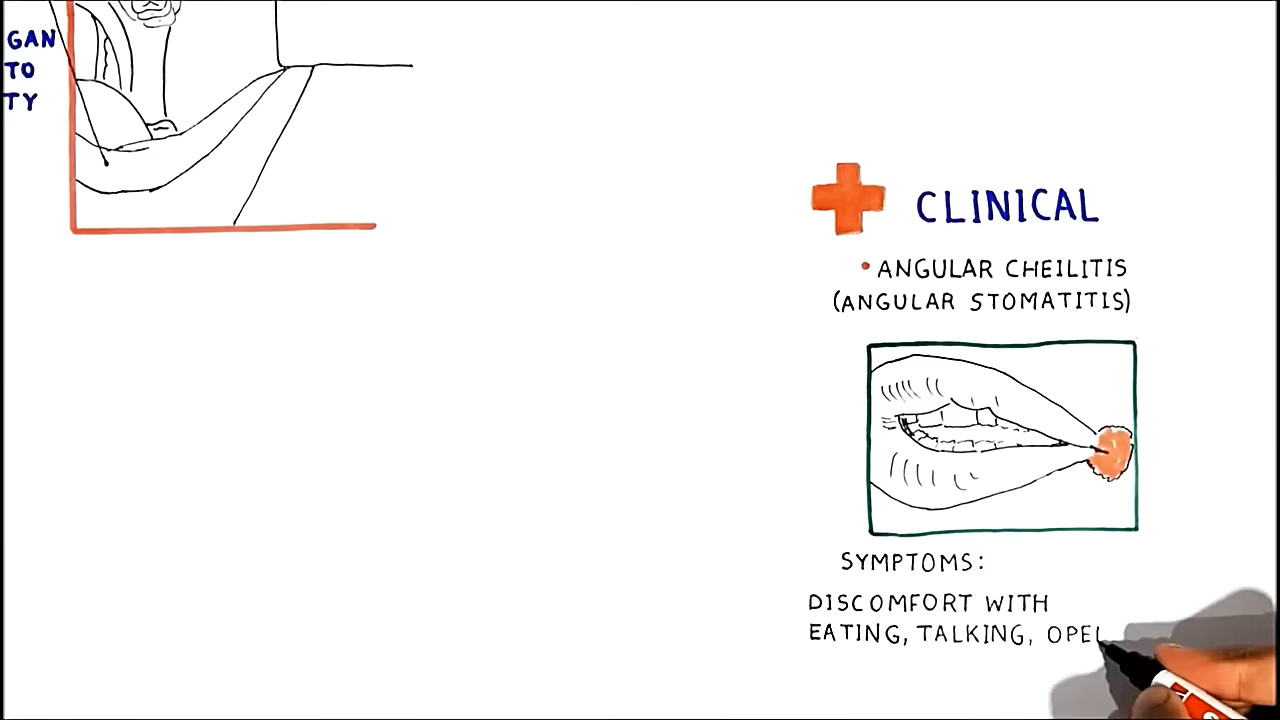 GAN
TO
TY
CLINICAL
• ANGULAR CHEILITIS
(ANGULAR STOMATITIS)
SYMPTOMS:
DISCOMFORT WITH
EATING, TALKING,